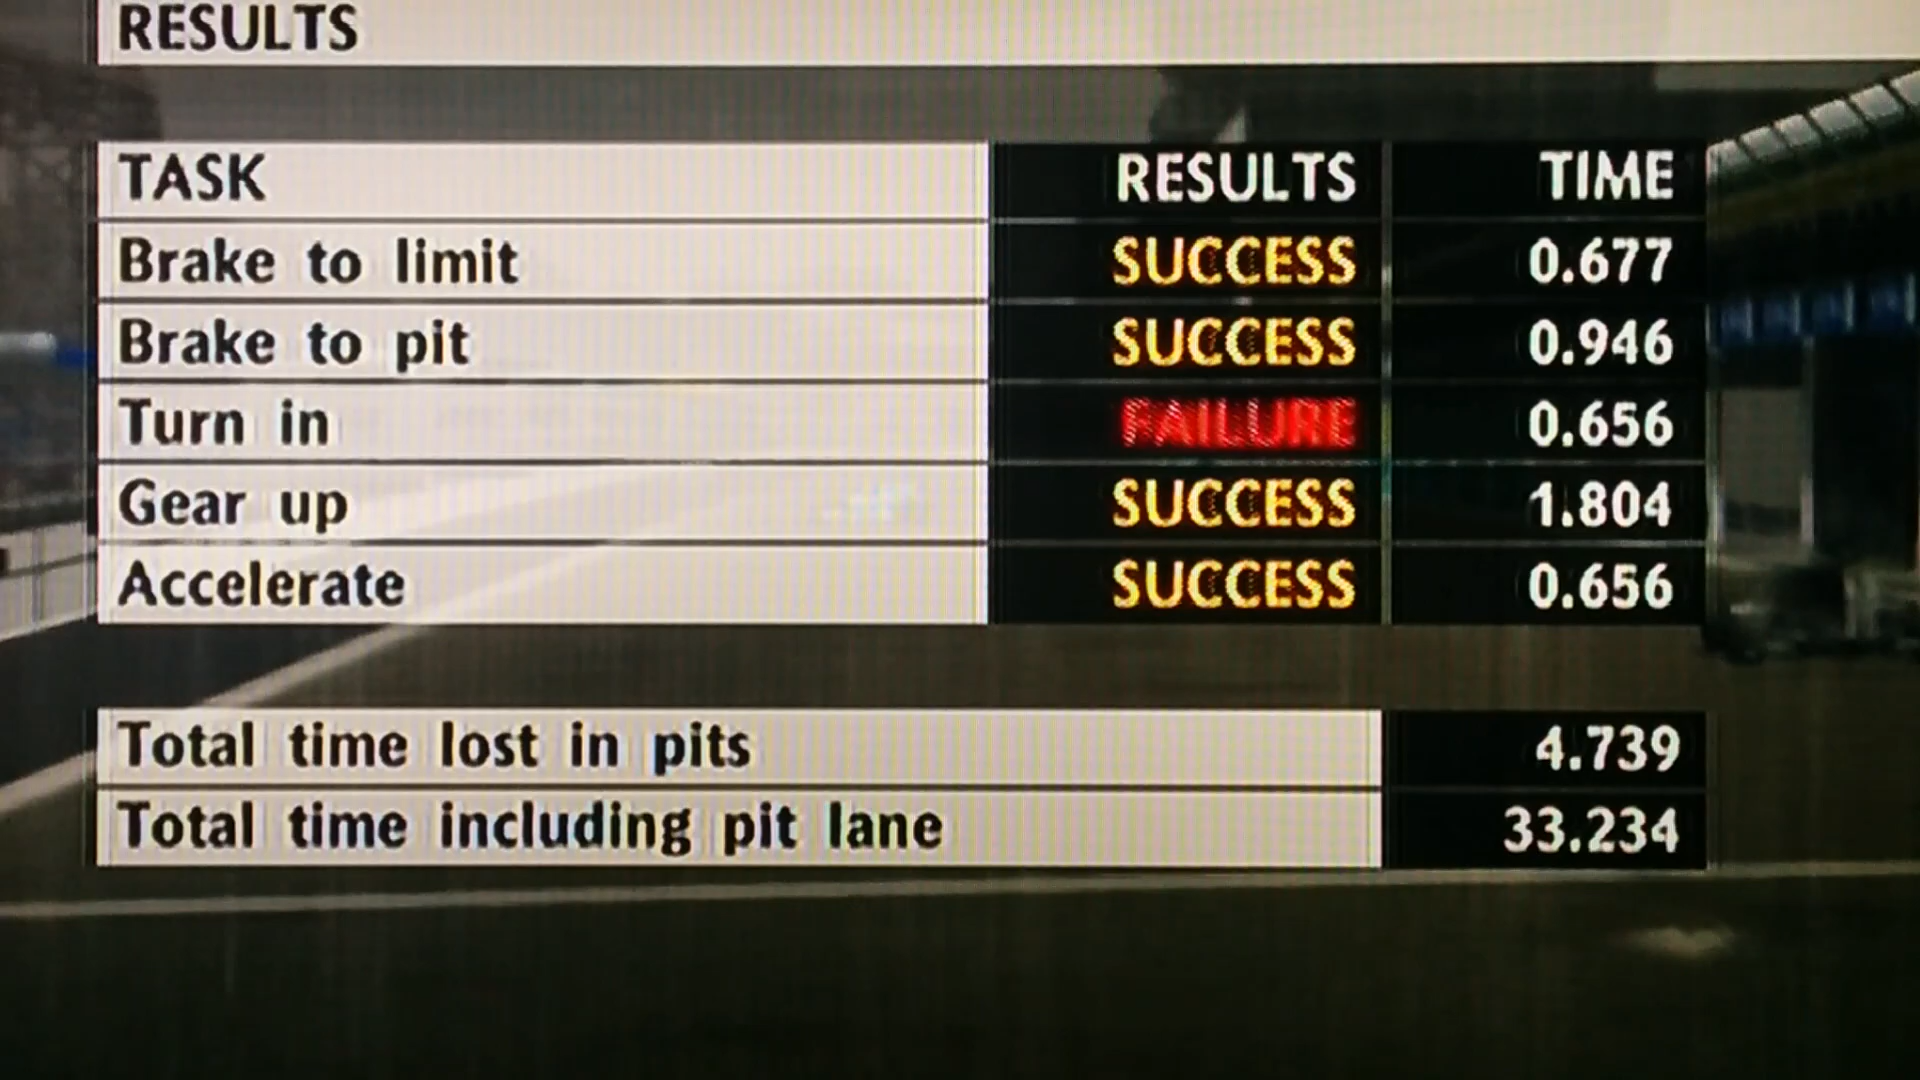 RESULTS
TASK RESULTS TIME
Brake to limit SUCCESS 0.677
Brake to pit SUCCESS 0.946
Turn in FAILURE 0.656
Gear up SUCCESS 1.804
Accelerate SUCCESS 0.656
Total time lost in pits 4.739
Total time including pit lane 33.234